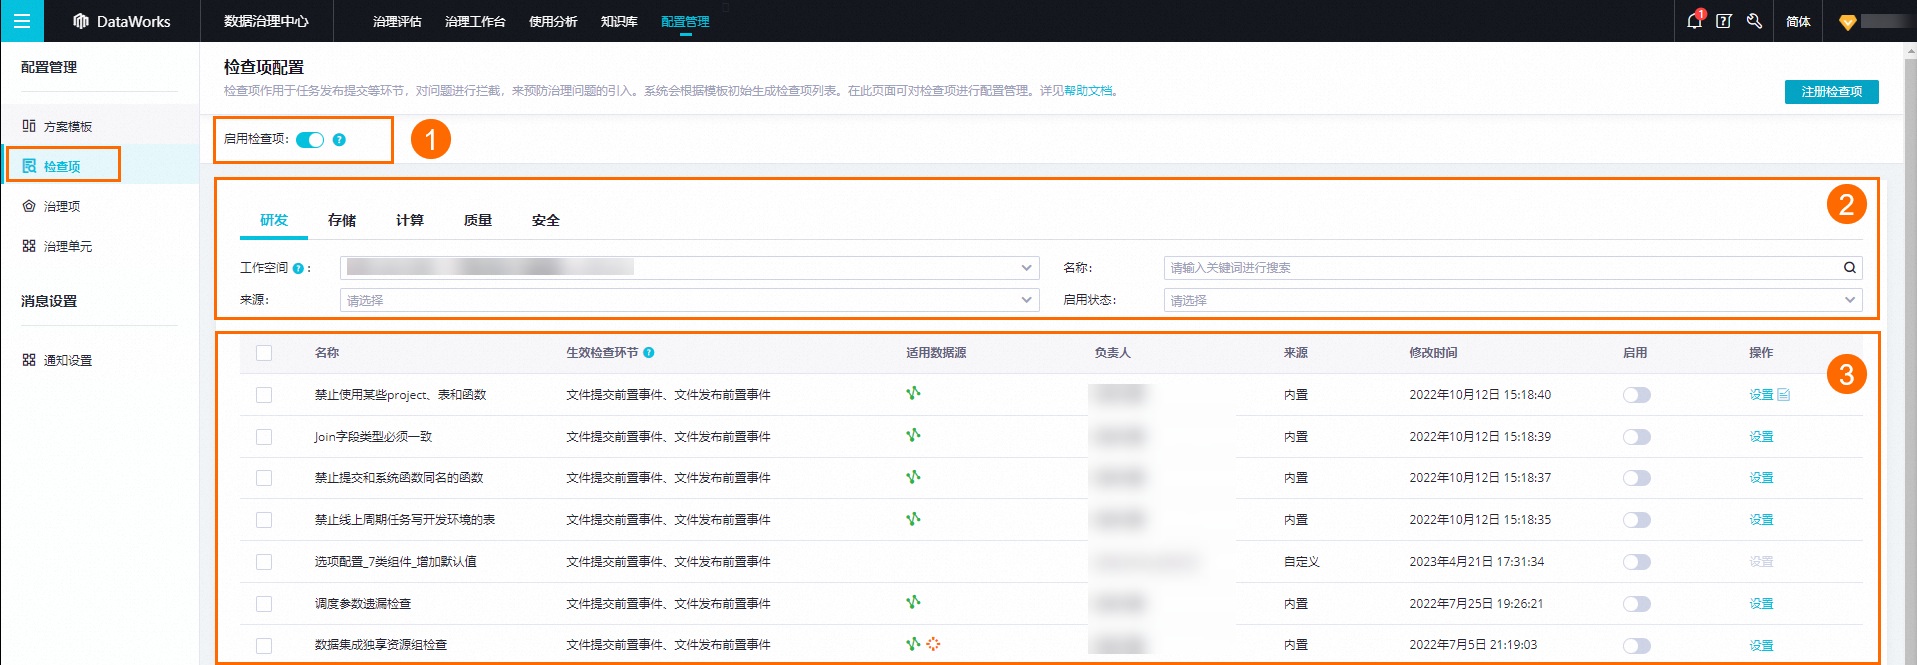 DataWorks 数据治理中心 治理评估 治理工作台 使用分析 知识库 配置管理 1 简体
配置管理
方案模板
检查项
治理项
治理单元
消息设置
通知设置
检查项配置
检查项作用于任务发布提交等环节，对问题进行拦截，来预防治理问题的引入。系统会根据模板初始生成检查项列表。在此页面可对检查项进行配置管理。详见帮助文档。
注册检查项
启用检查项: ? 1
2
研发 存储 计算 质量 安全
工作空间 ? : 名称: 请输入关键词进行搜索
来源: 请选择 启用状态: 请选择
名称 生效检查环节 ? 适用数据源 负责人 来源 修改时间 启用 操作
3
禁止使用某些project、表和函数 文件提交前置事件、文件发布前置事件 内置 2022年10月12日 15:18:40 设置
Join字段类型必须一致 文件提交前置事件、文件发布前置事件 内置 2022年10月12日 15:18:39 设置
禁止提交和系统函数同名的函数 文件提交前置事件、文件发布前置事件 内置 2022年10月12日 15:18:37 设置
禁止线上周期任务写开发环境的表 文件提交前置事件、文件发布前置事件 内置 2022年10月12日 15:18:35 设置
选项配置_7类组件_增加默认值 文件提交前置事件、文件发布前置事件 自定义 2023年4月21日 17:31:34 设置
调度参数遗漏检查 文件提交前置事件、文件发布前置事件 内置 2022年7月25日 19:26:21 设置
数据集成独享资源组检查 文件提交前置事件、文件发布前置事件 内置 2022年7月5日 21:19:03 设置